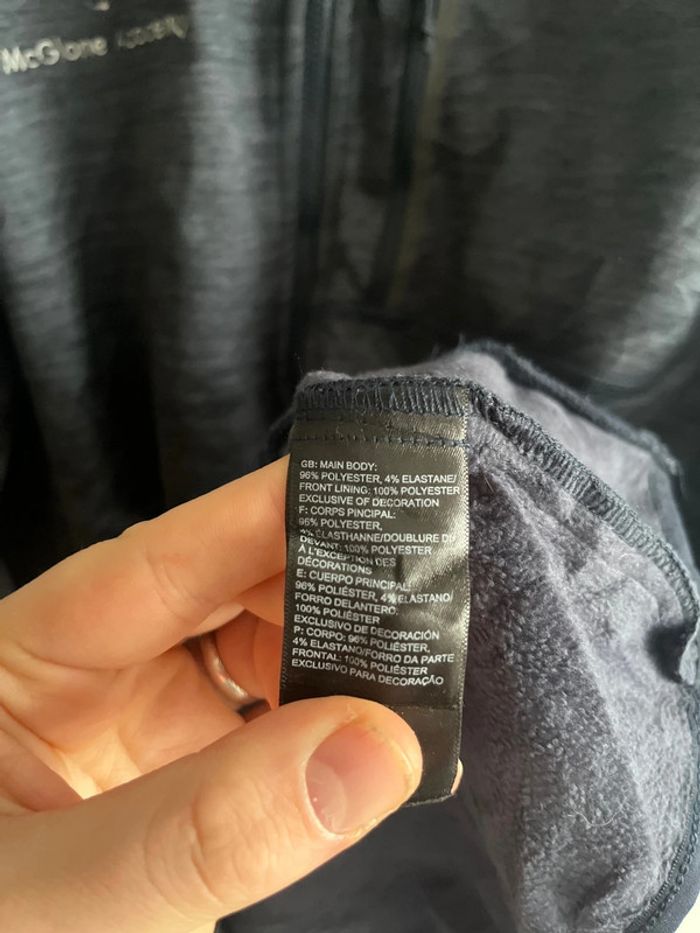 McGlone
GB: MAIN BODY:
96% POLYESTER, 4% ELASTANE/
FRONT LINING: 100% POLYESTER
EXCLUSIVE OF DECORATION
F: CORPS PINCIPAL:
96% POLYESTER,
ELASTHANNE/DOUBLURE DU
DEVANT: 100% POLYESTER
À L'EXCEPTION DES
DÉCORATIONS
E: CUERPO PRINCIPAL
96% POLIÉSTER, 4% ELASTANO/
FORRO DELANTERO:
100% POLIÉSTER
EXCLUSIVO DE DECORACIÓN
P: CORPO: 96% POLIÉSTER,
4% ELASTANO/FORRO DA PARTE
FRONTAL: 100% POLIÉSTER
EXCLUSIVO PARA DECORAÇÃO